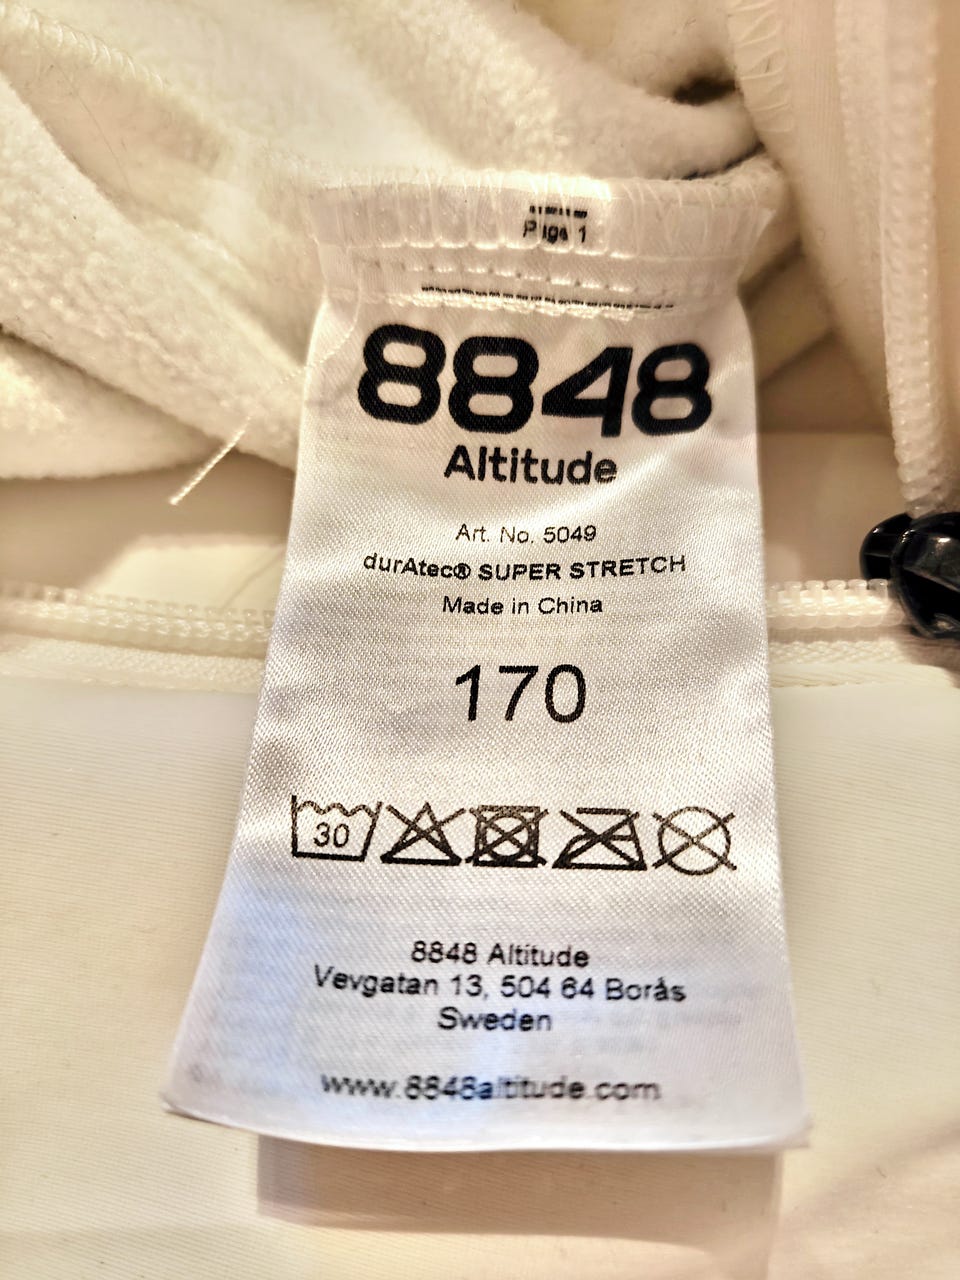 Page 1
8848
Altitude
Art. No. 5049
durAtec® SUPER STRETCH
Made in China
170
30
8848 Altitude
Vevgatan 13, 504 64 Borås
Sweden
www.8848altitude.com